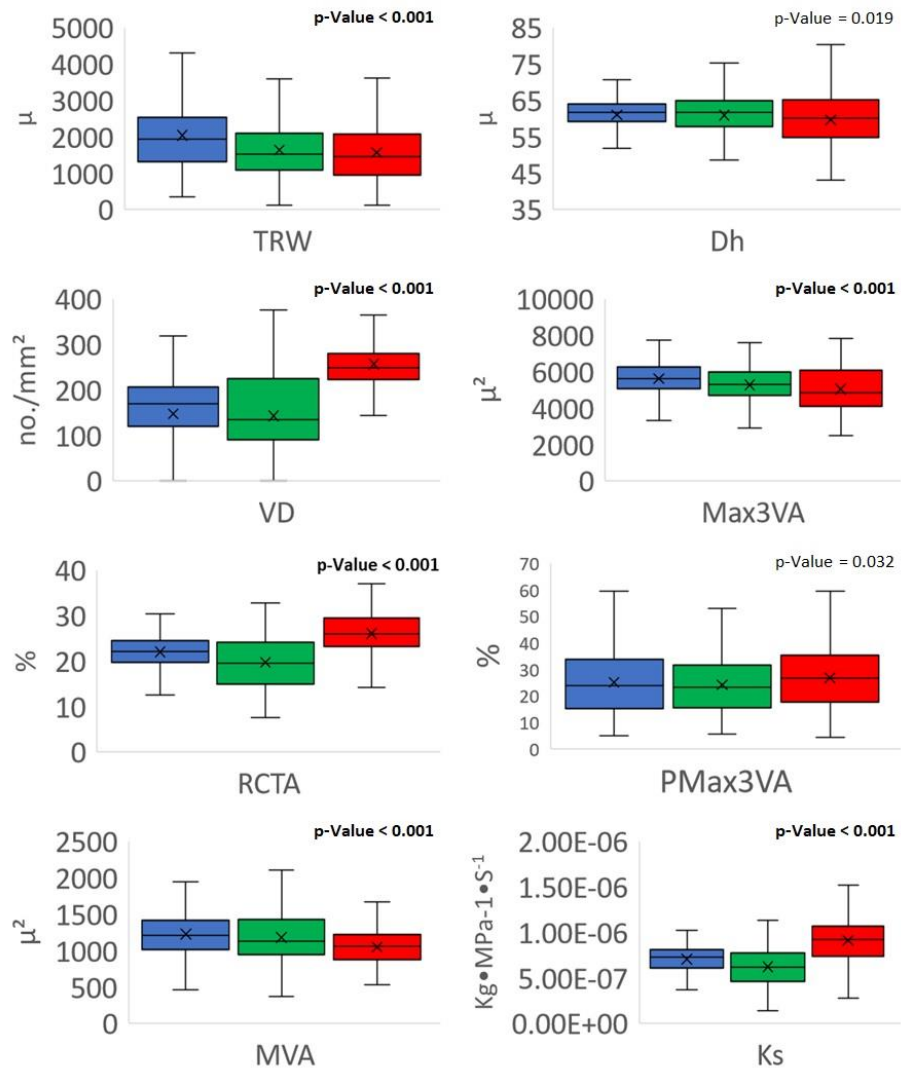 p-Value < 0.001
5000
4000
3000
2000
1000
0
μ
TRW
p-Value = 0.019
85
75
65
55
45
35
μ
Dh
p-Value < 0.001
400
300
200
100
0
no./mm²
VD
p-Value < 0.001
10000
8000
6000
4000
2000
0
μ²
Max3VA
p-Value < 0.001
40
30
20
10
0
%
RCTA
p-Value = 0.032
70
60
50
40
30
20
10
0
%
PMax3VA
p-Value < 0.001
2500
2000
1500
1000
500
0
μ²
MVA
p-Value < 0.001
2.00E-06
1.50E-06
1.00E-06
5.00E-07
0.00E+00
Kg•MPa-1•S⁻¹
Ks